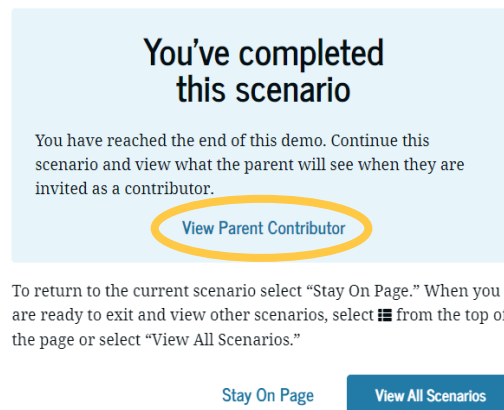 You've completed
this scenario
You have reached the end of this demo. Continue this
scenario and view what the parent will see when they are
invited as a contributor.
View Parent Contributor
To return to the current scenario select “Stay On Page.” When you
are ready to exit and view other scenarios, select from the top of
the page or select “View All Scenarios.”
Stay On Page
View All Scenarios